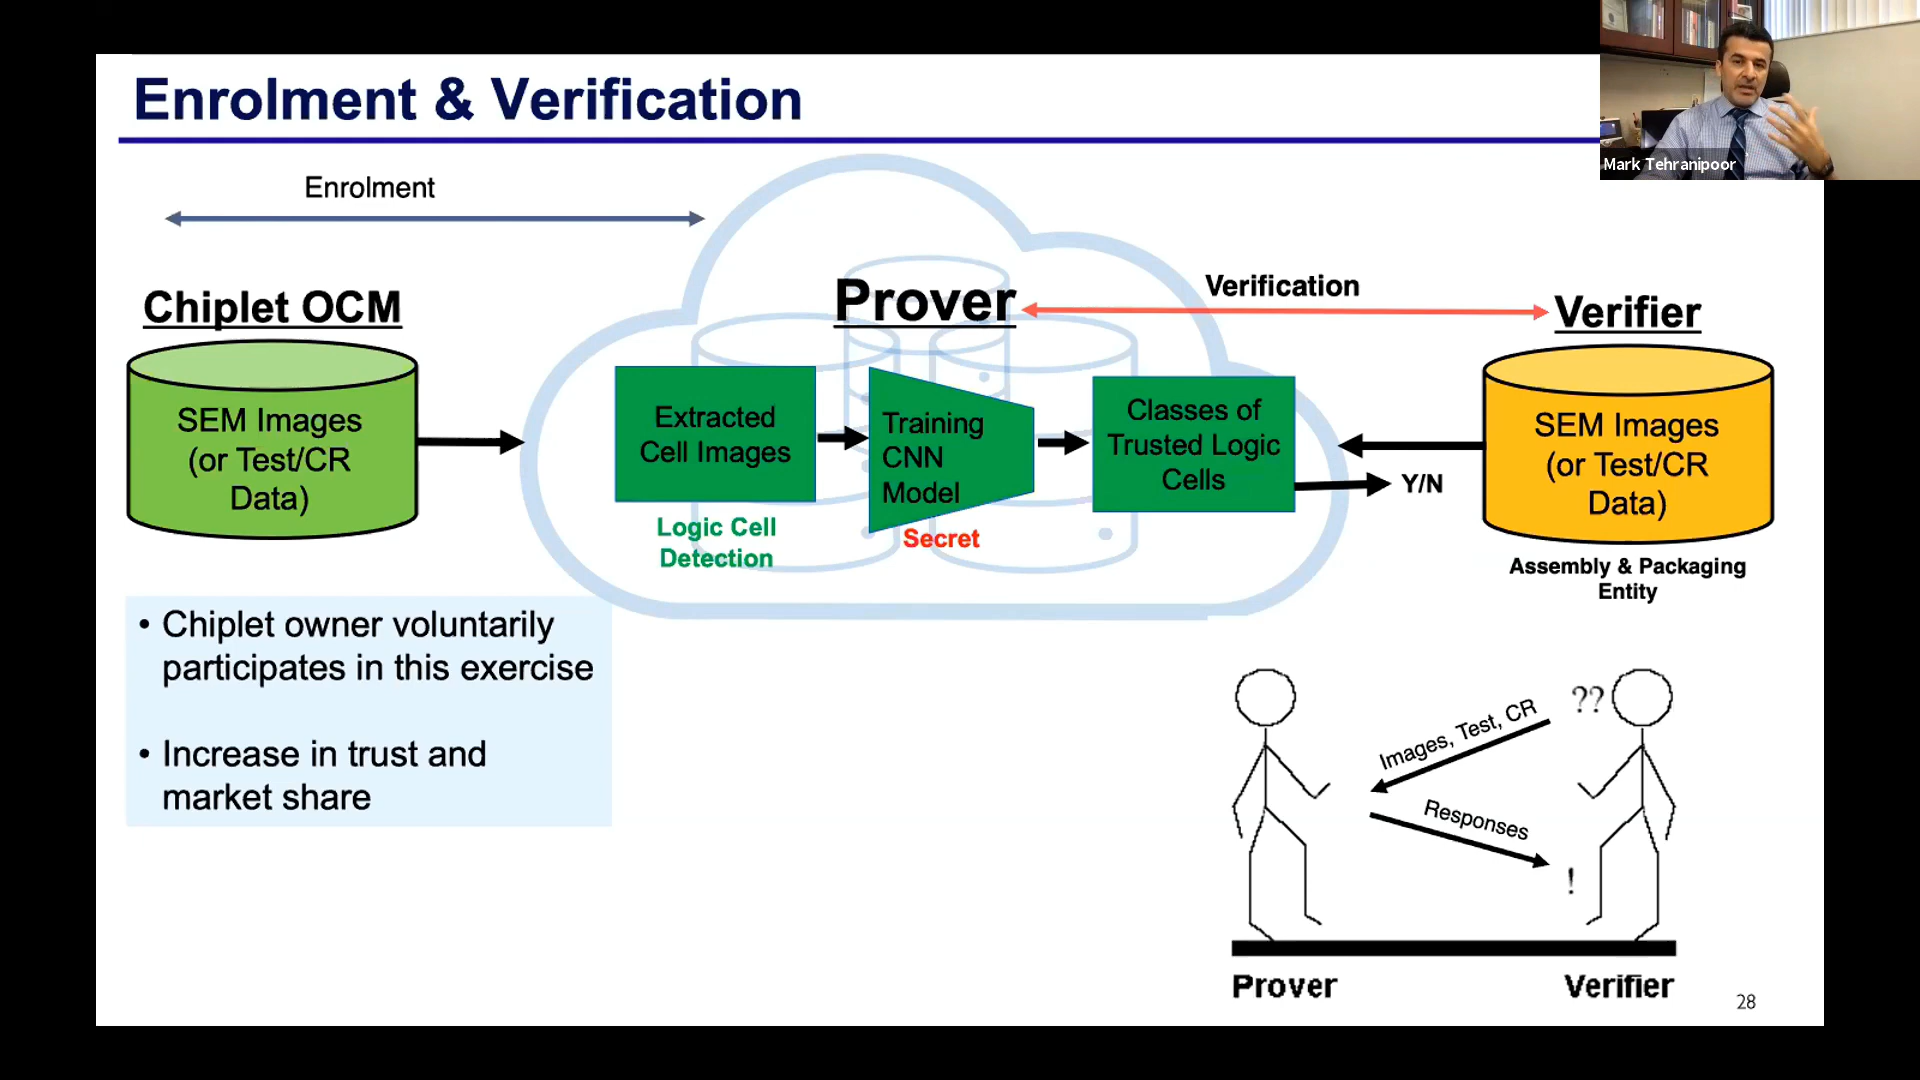 Enrolment & Verification
Mark Tehranipoor
Enrolment
Chiplet OCM
Prover
Verification
Verifier
SEM Images
(or Test/CR
Data)
Extracted
Cell Images
Training
CNN
Model
Classes of
Trusted Logic
Cells
Y/N
SEM Images
(or Test/CR
Data)
Logic Cell
Detection
Secret
Assembly & Packaging
Entity
• Chiplet owner voluntarily
participates in this exercise
• Increase in trust and
market share
??
Images, Test, CR
Responses
!
Prover
Verifier
28